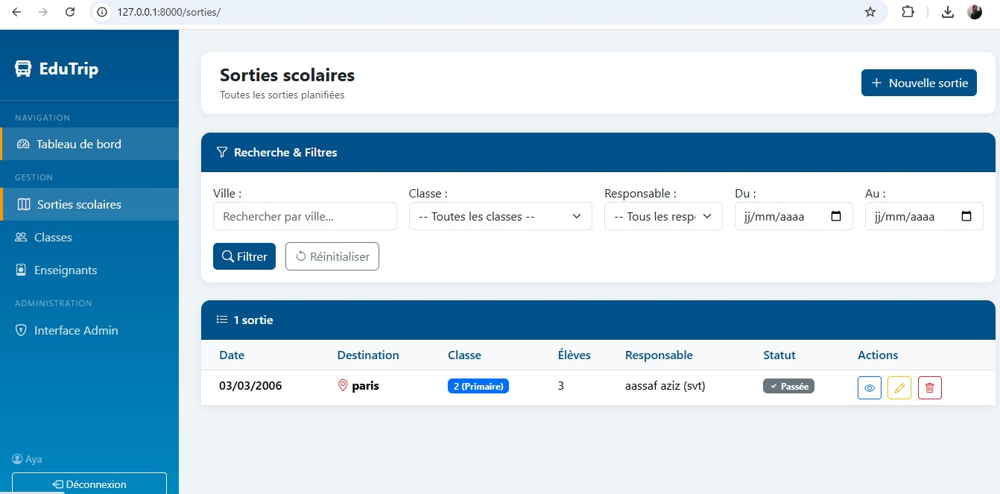 127.0.0.1:8000/sorties/
EduTrip
NAVIGATION
Tableau de bord
GESTION
Sorties scolaires
Classes
Enseignants
ADMINISTRATION
Interface Admin
Aya
Déconnexion
Sorties scolaires
Toutes les sorties planifiées
Nouvelle sortie
Recherche & Filtres
Ville : Classe : Responsable : Du : Au :
Rechercher par ville... -- Toutes les classes -- -- Tous les resp jj/mm/aaaa jj/mm/aaaa
Filtrer Réinitialiser
1 sortie
Date Destination Classe Élèves Responsable Statut Actions
03/03/2006 paris 2 (Primaire) 3 aassaf aziz (svt) Passée